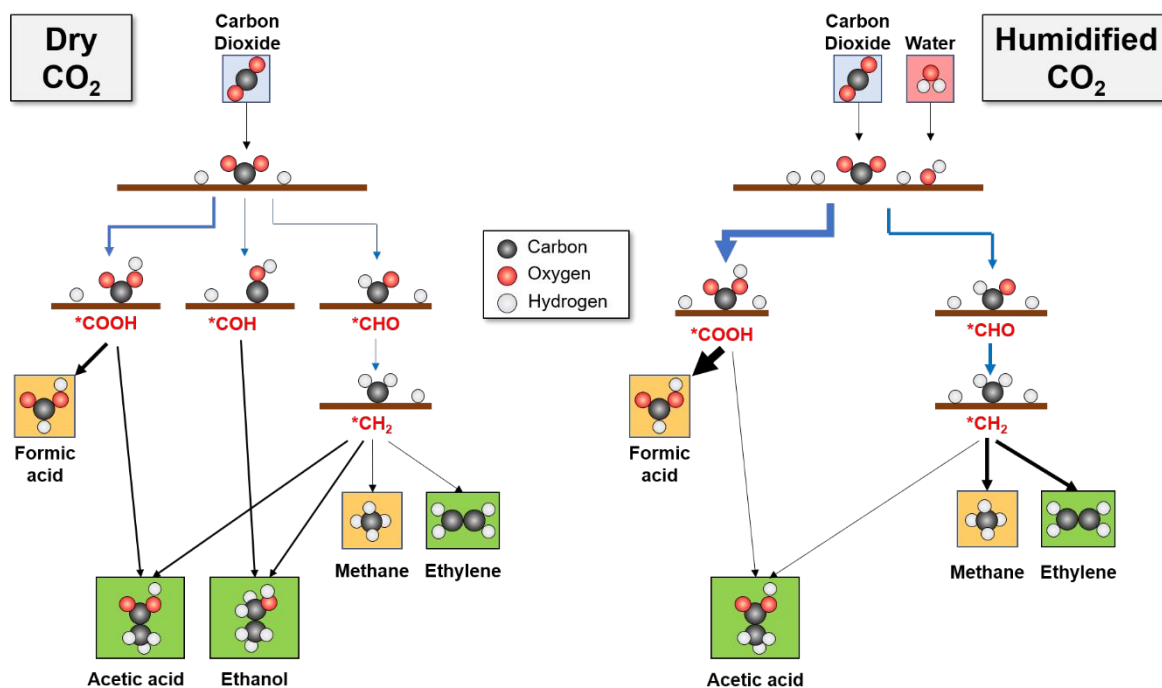 Dry
CO₂
Carbon
Dioxide
*COOH
*COH
*CHO
*CH₂
Formic
acid
Methane
Ethylene
Acetic acid
Ethanol
Carbon
Oxygen
Hydrogen
Humidified
CO₂
Carbon
Dioxide
Water
*COOH
*CHO
*CH₂
Formic
acid
Methane
Ethylene
Acetic acid